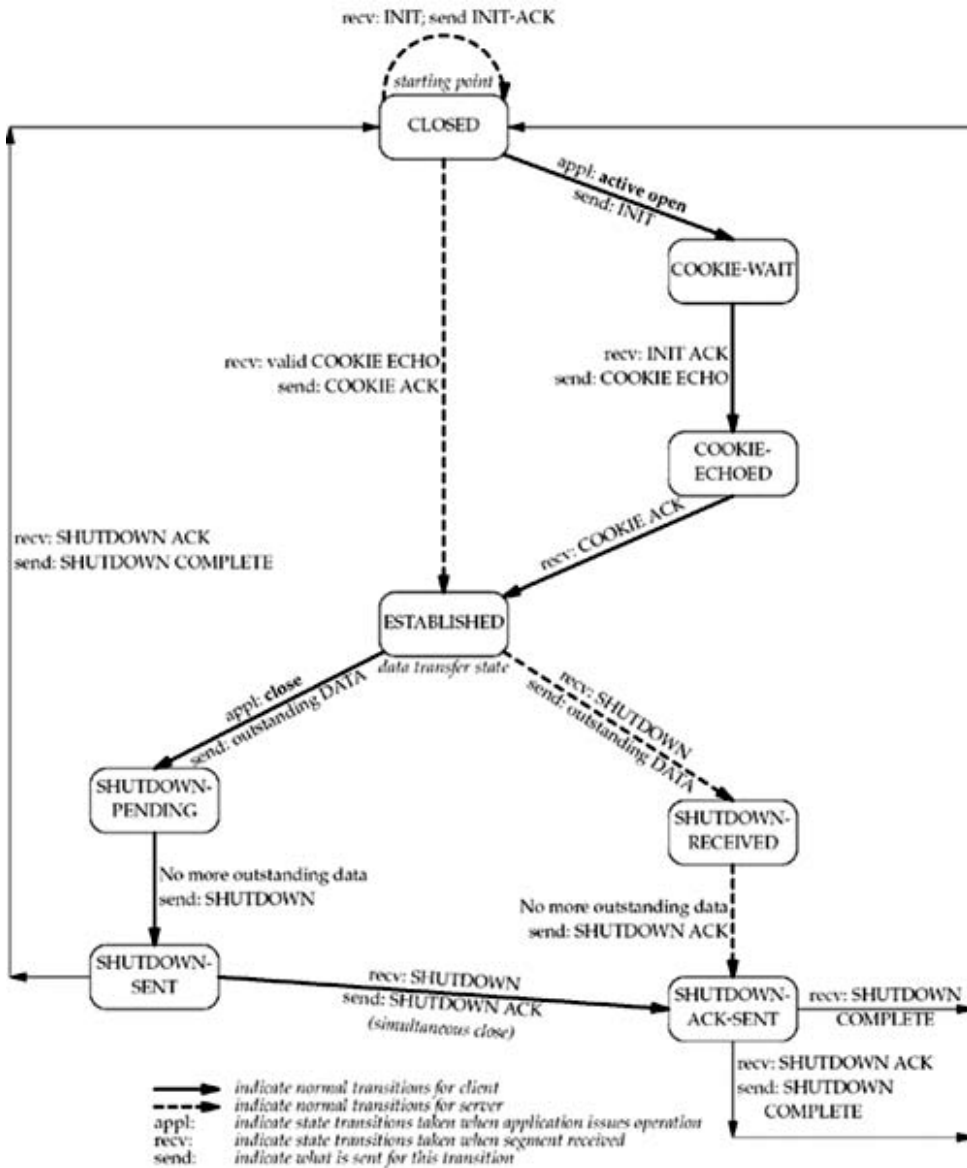 recv: INIT; send INIT-ACK
starting point
CLOSED
appl: active open
send: INIT
COOKIE-WAIT
recv: valid COOKIE ECHO
send: COOKIE ACK
recv: INIT ACK
send: COOKIE ECHO
COOKIE-
ECHOED
recv: SHUTDOWN ACK
send: SHUTDOWN COMPLETE
recv: COOKIE ACK
ESTABLISHED
data transfer state
appl: close
send: outstanding DATA
recv: SHUTDOWN
send: outstanding DATA
SHUTDOWN-
PENDING
SHUTDOWN-
RECEIVED
No more outstanding data
send: SHUTDOWN
No more outstanding data
send: SHUTDOWN ACK
SHUTDOWN-
SENT
recv: SHUTDOWN
send: SHUTDOWN ACK
(simultaneous close)
SHUTDOWN-
ACK-SENT
recv: SHUTDOWN
COMPLETE
recv: SHUTDOWN ACK
send: SHUTDOWN
COMPLETE
indicate normal transitions for client
indicate normal transitions for server
appl: indicate state transitions taken when application issues operation
recv: indicate state transitions taken when segment received
send: indicate what is sent for this transition